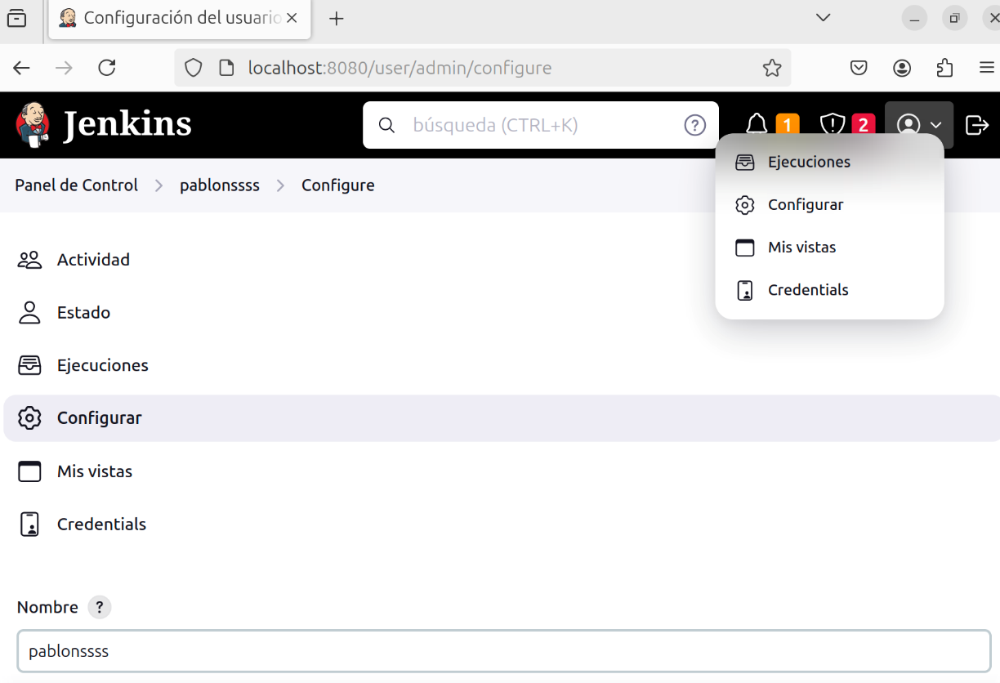 Configuración del usuario
localhost:8080/user/admin/configure
Jenkins
búsqueda (CTRL+K)
?
1
2
Ejecuciones
Configurar
Mis vistas
Credentials
Panel de Control
pablonssss
Configure
Actividad
Estado
Ejecuciones
Configurar
Mis vistas
Credentials
Nombre ?
pablonssss